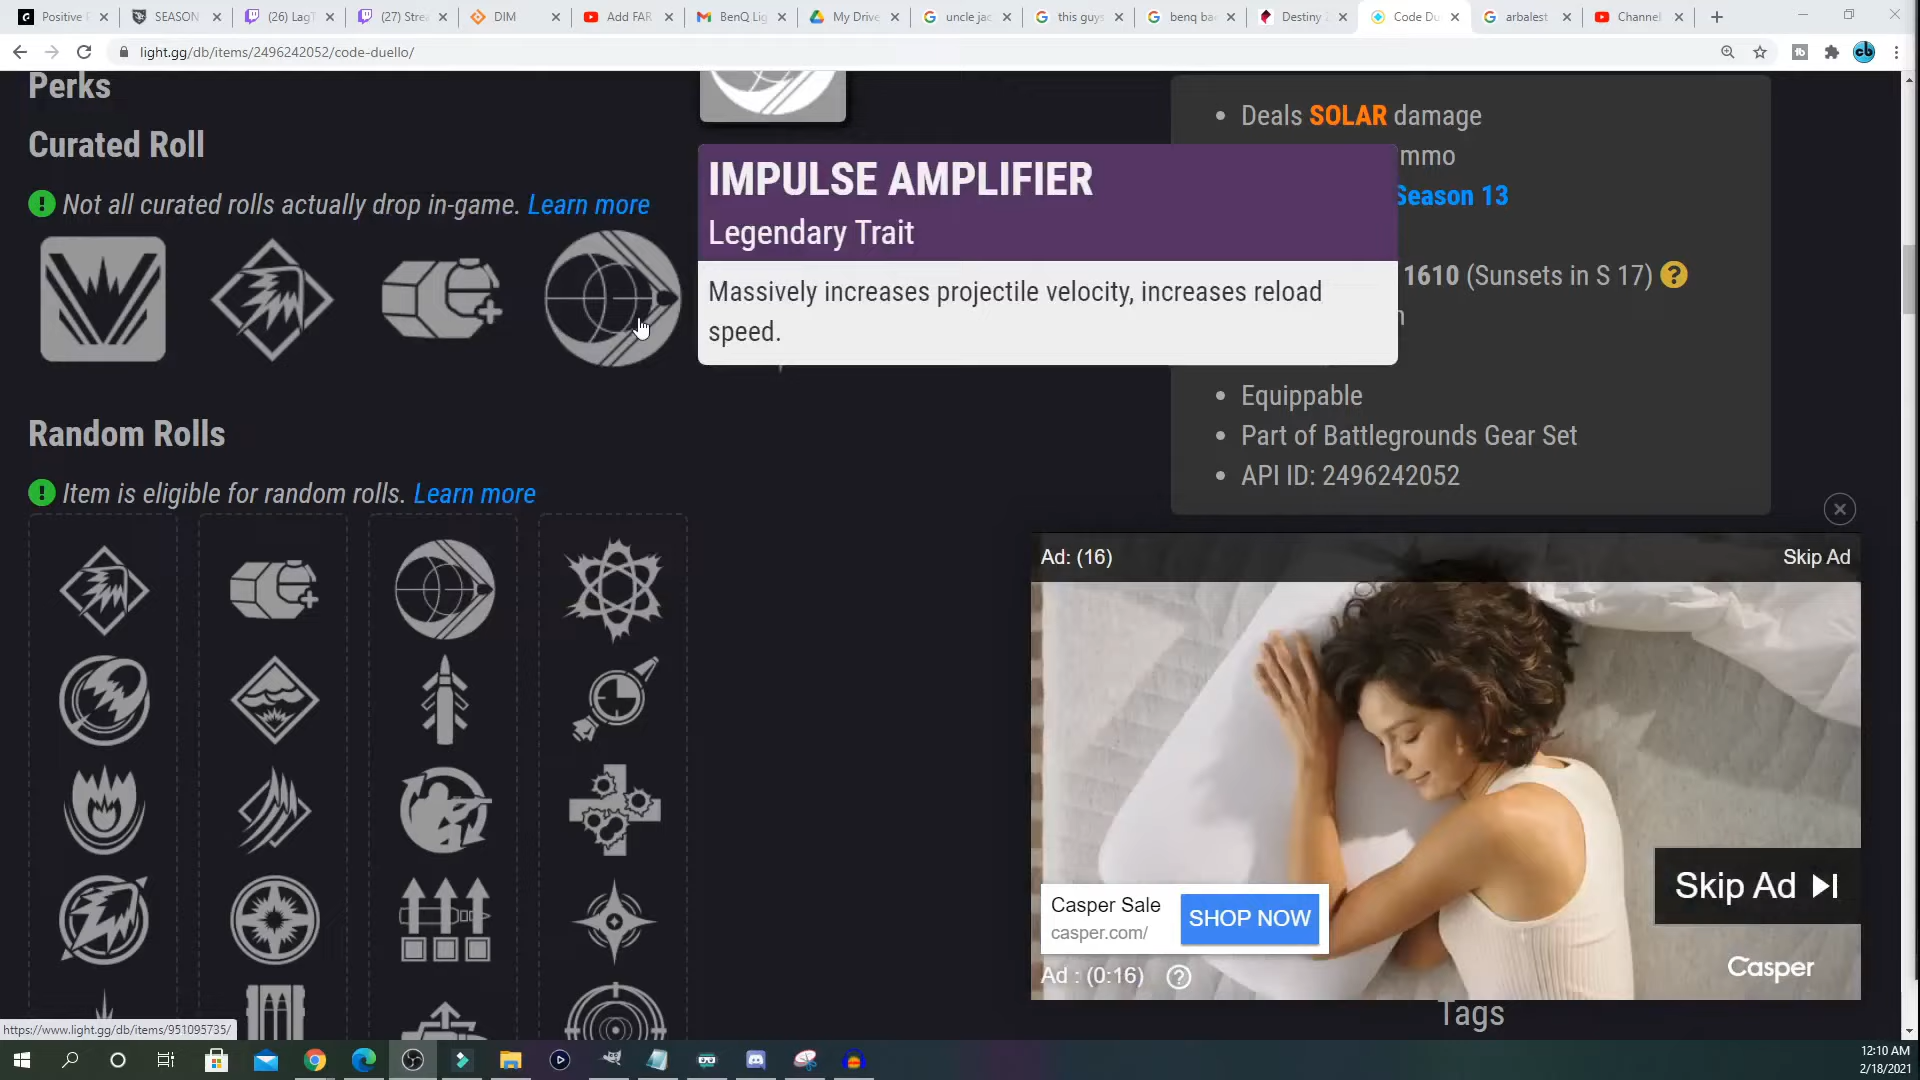 Positive
SEASON
(26) LagT
(27) Stre
DIM
Add FAR
BenQ Lig
My Drive
uncle jac
this guys
benq ba
Destiny
Code Du
arbalest
Channel
light.gg/db/items/2496242052/code-duello/
Perks
Curated Roll
Not all curated rolls actually drop in-game. Learn more
IMPULSE AMPLIFIER
Legendary Trait
Massively increases projectile velocity, increases reload
speed.
Deals SOLAR damage
mmo
Season 13
1610 (Sunsets in S 17)
Equippable
Part of Battlegrounds Gear Set
API ID: 2496242052
Random Rolls
Item is eligible for random rolls. Learn more
Ad: (16)
Skip Ad
Skip Ad
Casper Sale
casper.com/
SHOP NOW
Casper
Ad : (0:16)
Tags
https://www.light.gg/db/items/951095735/
12:10 AM
2/18/2021